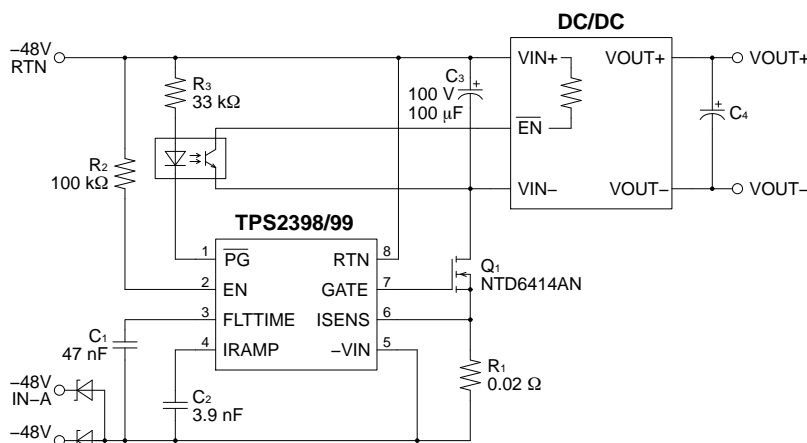 DC/DC
−48V
RTN
R3
33 kΩ
C3
100 V
100 µF
+
VIN+
VOUT+
VOUT+
EN
+
C4
R2
100 kΩ
VIN−
VOUT−
VOUT−
TPS2398/99
1
PG
RTN
8
2
EN
GATE
7
Q1
NTD6414AN
3
FLTTIME
ISENS
6
4
IRAMP
−VIN
5
C1
47 nF
R1
0.02 Ω
−48V
IN−A
C2
3.9 nF
−48V